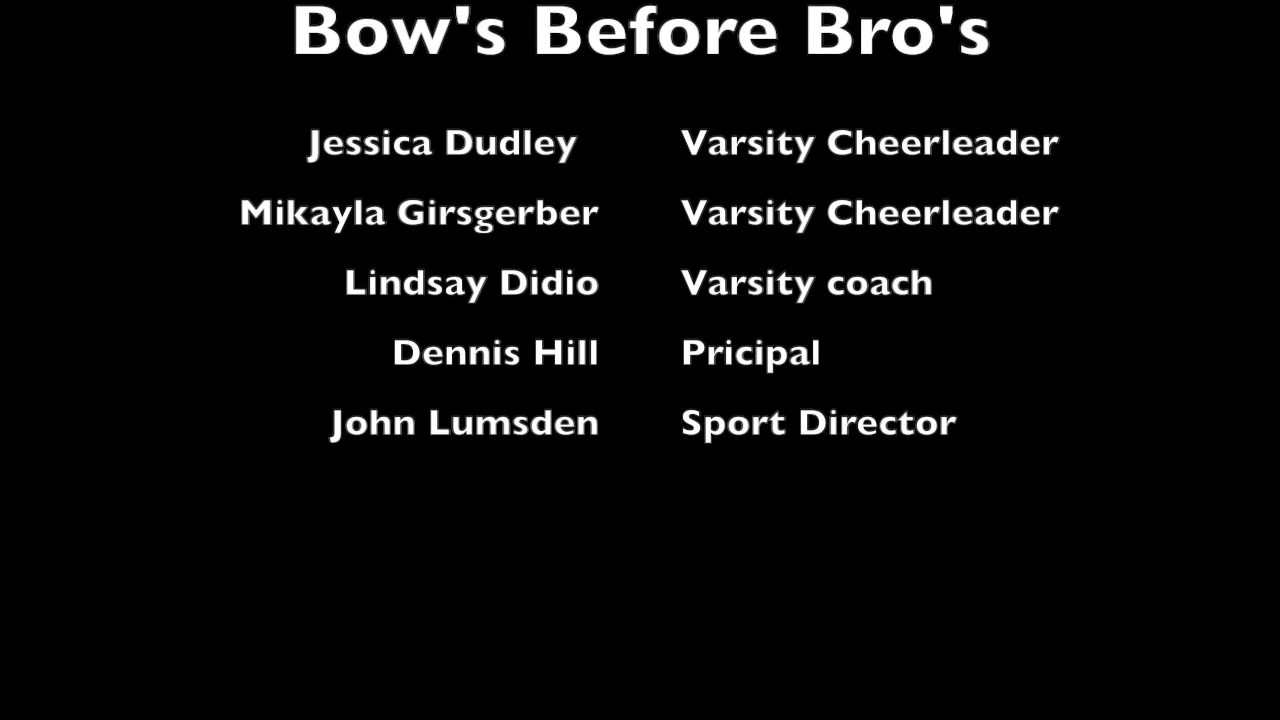 Bow's Before Bro's
Jessica Dudley Varsity Cheerleader
Mikayla Girsgerber Varsity Cheerleader
Lindsay Didio Varsity coach
Dennis Hill Pricipal
John Lumsden Sport Director